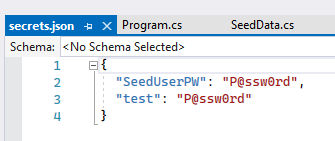 secrets.json Program.cs SeedData.cs
Schema: <No Schema Selected>
1 {
2 "SeedUserPW": "P@ssw0rd",
3 "test": "P@ssw0rd"
4 }